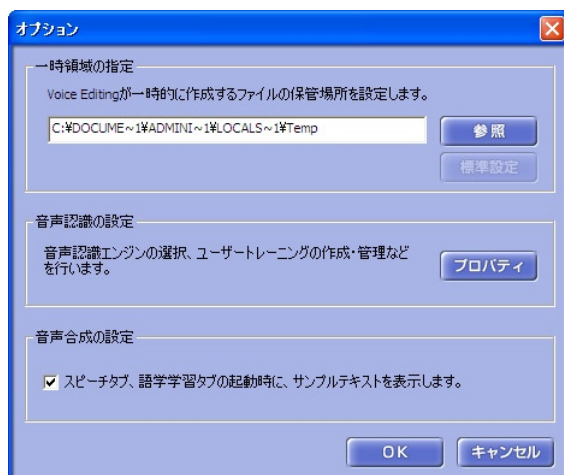 オプション
一時領域の指定
Voice Editingが一時的に作成するファイルの保管場所を設定します。
C:¥DOCUME~1¥ADMINI~1¥LOCALS~1¥Temp
参照
標準設定
音声認識の設定
音声認識エンジンの選択、ユーザートレーニングの作成・管理など
を行います。
プロパティ
音声合成の設定
スピーチタブ、語学学習タブの起動時に、サンプルテキストを表示します。
OK
キャンセル